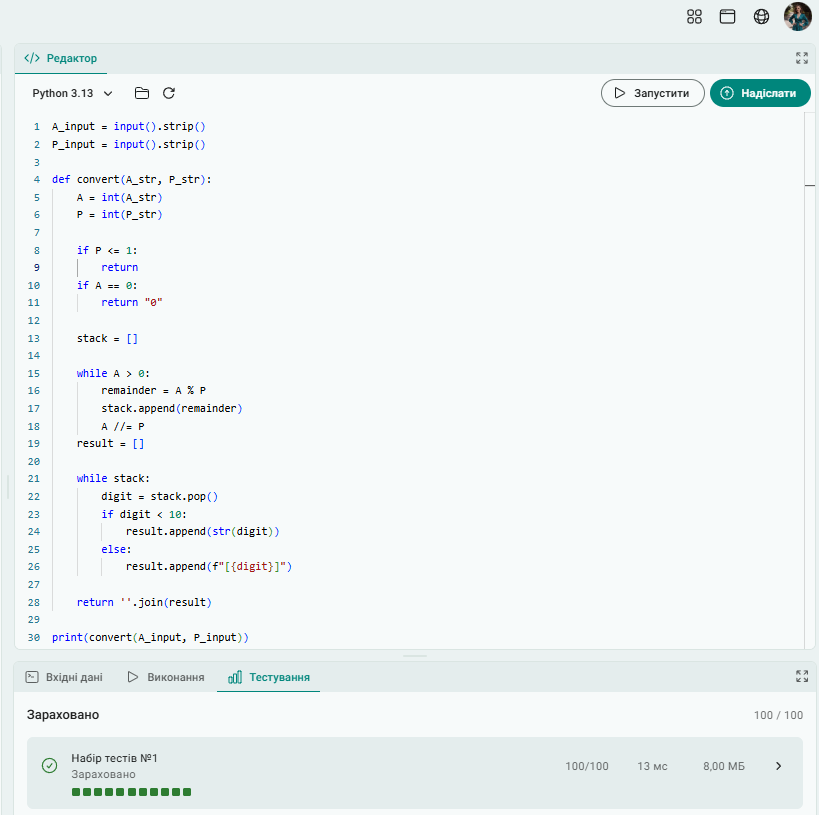 </> Редактор
Python 3.13
Запустити
Надіслати
1 A_input = input().strip()
2 P_input = input().strip()
3
4 def convert(A_str, P_str):
5     A = int(A_str)
6     P = int(P_str)
7
8     if P <= 1:
9         return
10     if A == 0:
11         return "0"
12
13     stack = []
14
15     while A > 0:
16         remainder = A % P
17         stack.append(remainder)
18         A //= P
19     result = []
20
21     while stack:
22         digit = stack.pop()
23         if digit < 10:
24             result.append(str(digit))
25         else:
26             result.append(f"[{digit}]")
27
28     return ''.join(result)
29
30 print(convert(A_input, P_input))
Вхідні дані
Виконання
Тестування
Зараховано
100 / 100
Набір тестів №1
Зараховано
100/100
13 мс
8,00 МБ